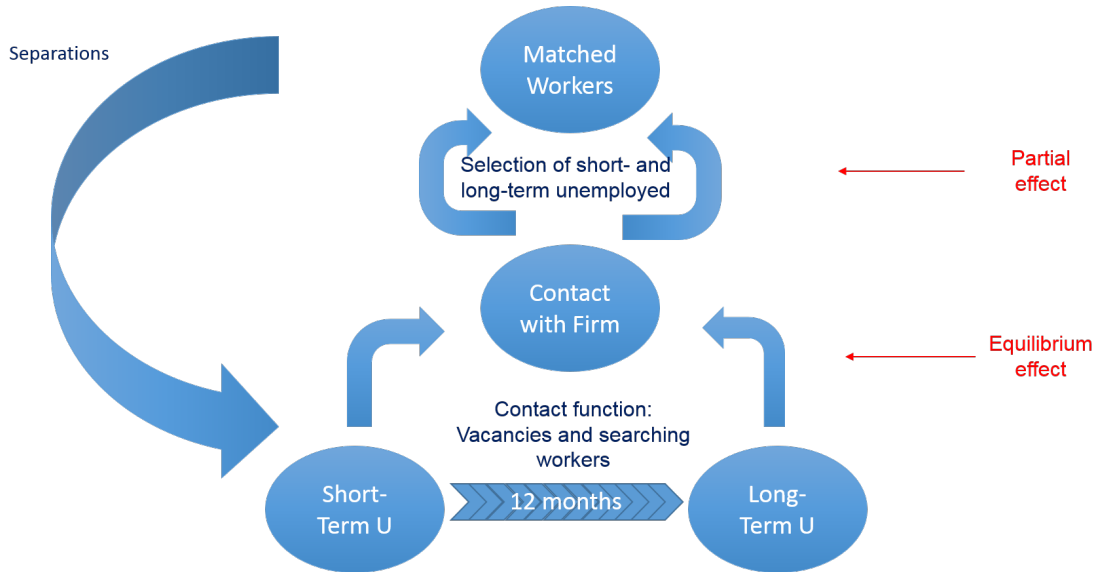 Separations
Matched
Workers
Selection of short- and
long-term unemployed
Partial
effect
Contact
with Firm
Equilibrium
effect
Contact function:
Vacancies and searching
workers
Short-
Term U
12 months
Long-
Term U